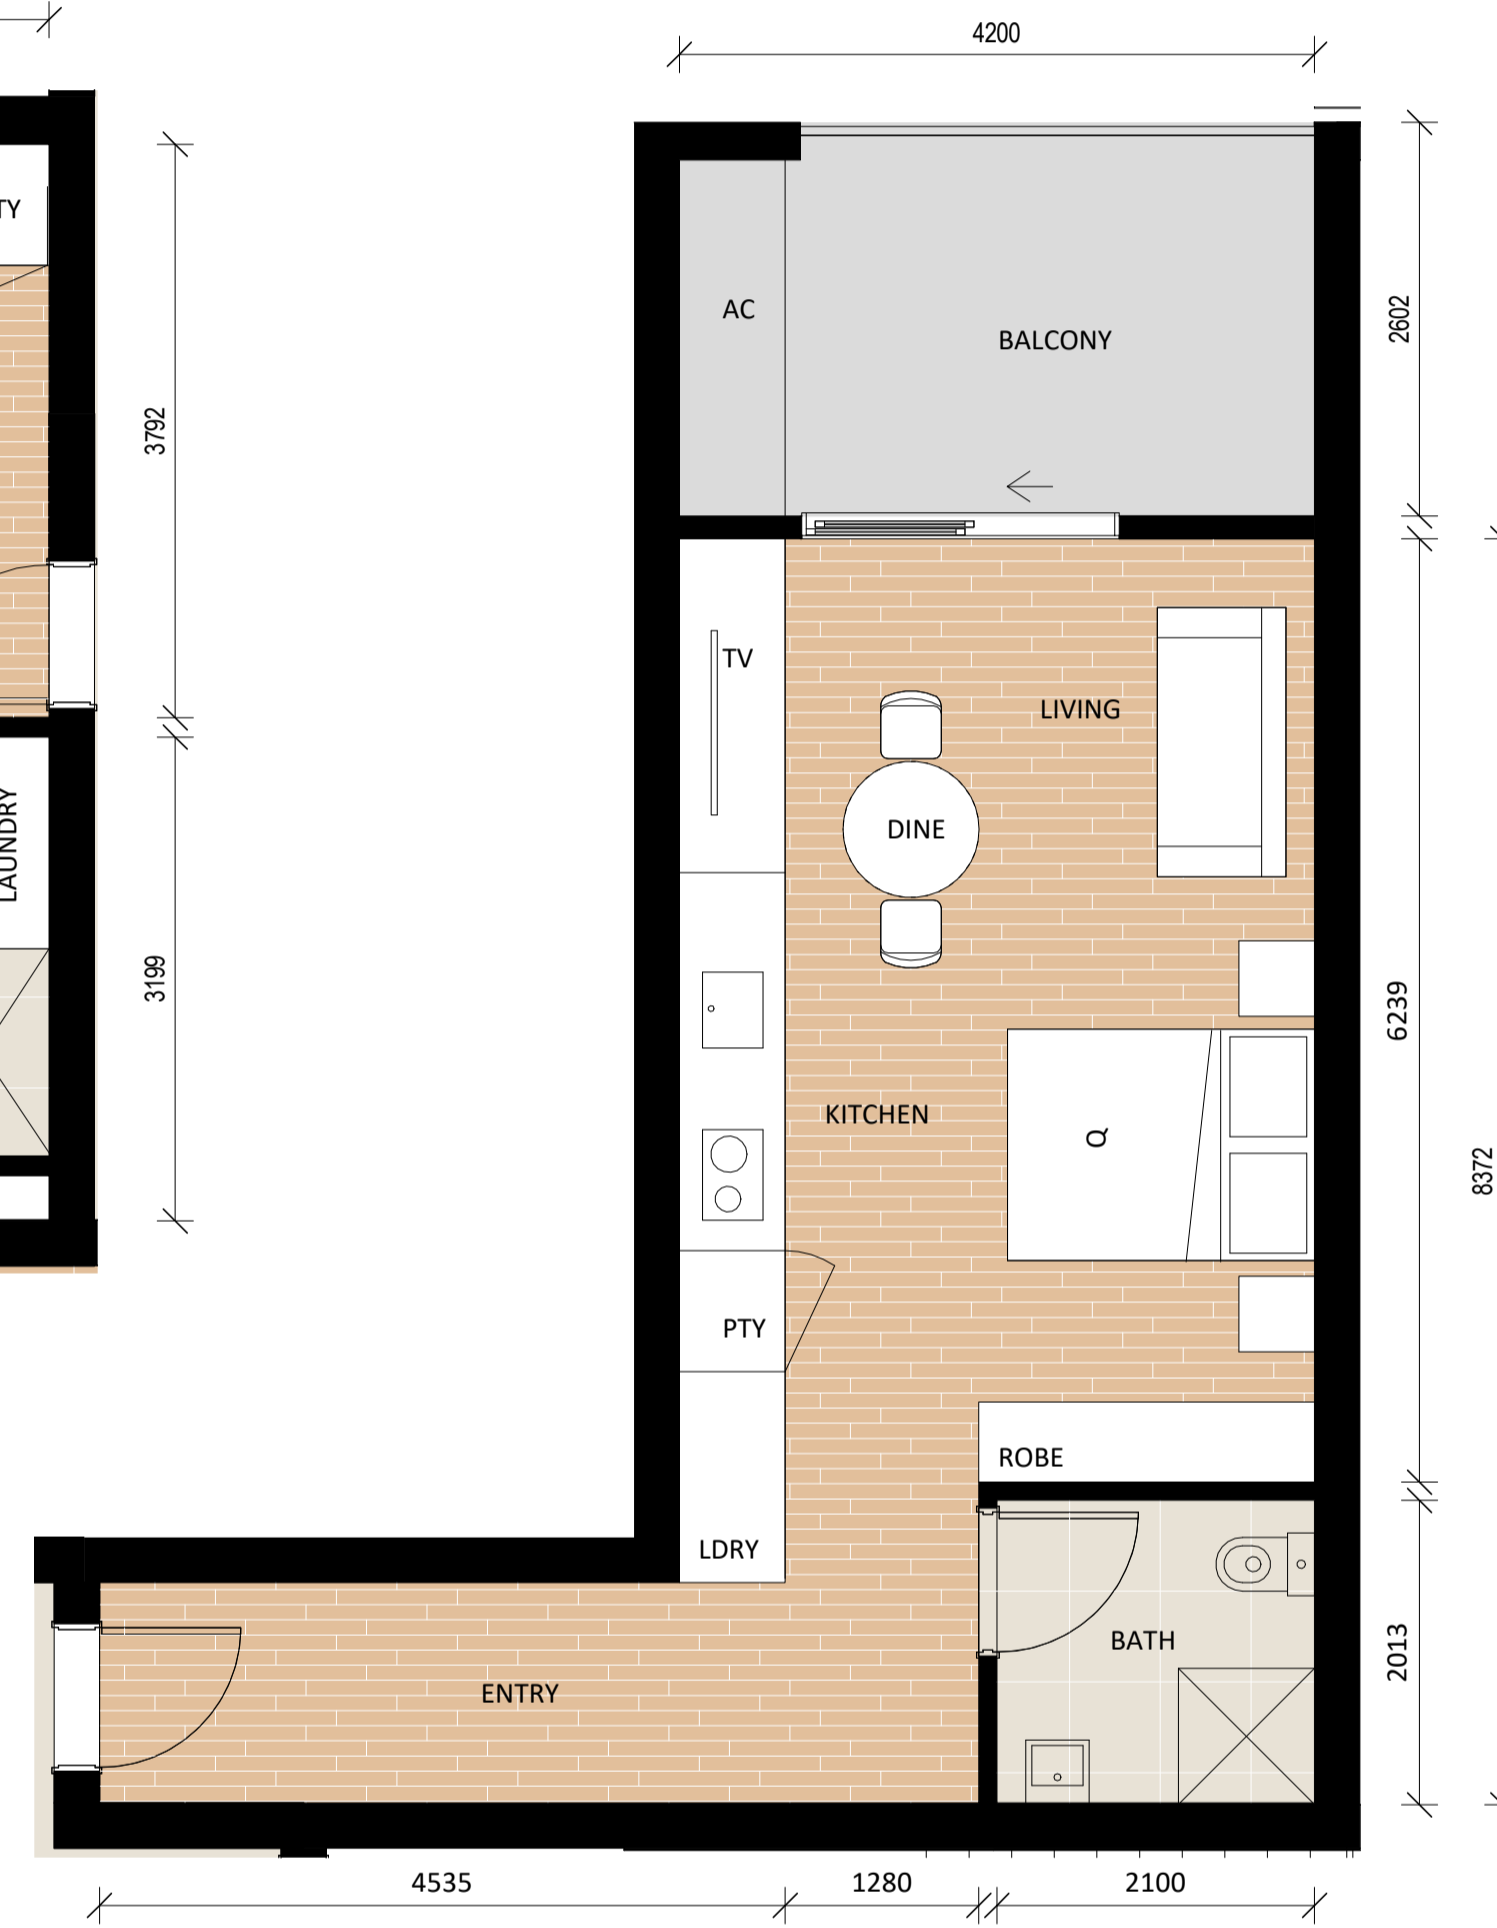 4200
TY
AC
BALCONY
2602
3792
TV
LIVING
DINE
LAUNDRY
3199
6239
KITCHEN
Q
8372
PTY
ROBE
LDRY
BATH
2013
ENTRY
4535
1280
2100